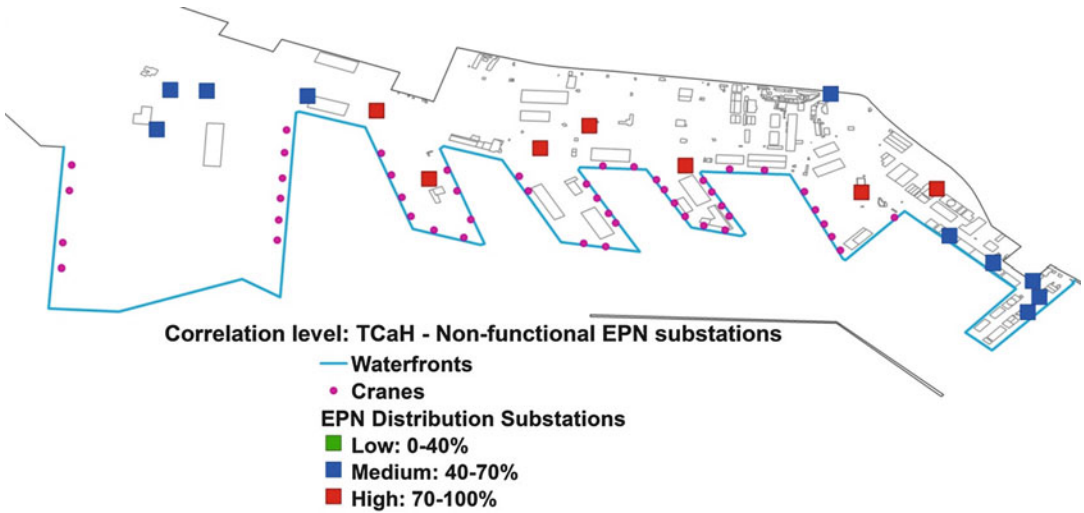 Correlation level: TCaH - Non-functional EPN substations
Waterfronts
Cranes
EPN Distribution Substations
Low: 0-40%
Medium: 40-70%
High: 70-100%